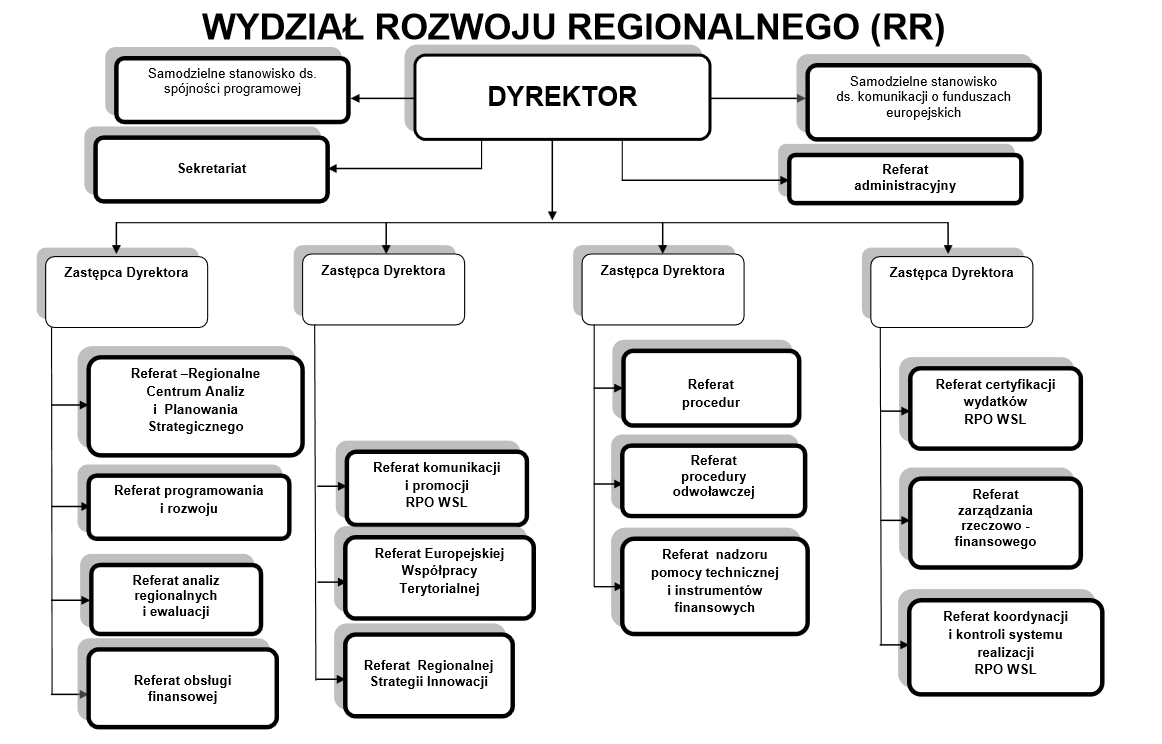 WYDZIAŁ ROZWOJU REGIONALNEGO (RR)
Samodzielne stanowisko ds.
spójności programowej
DYREKTOR
Samodzielne stanowisko
ds. komunikacji o funduszach
europejskich
Sekretariat
Referat
administracyjny
Zastępca Dyrektora
Zastępca Dyrektora
Zastępca Dyrektora
Zastępca Dyrektora
Referat –Regionalne
Centrum Analiz
i Planowania
Strategicznego
Referat programowania
i rozwoju
Referat analiz
regionalnych
i ewaluacji
Referat obsługi
finansowej
Referat komunikacji
i promocji
RPO WSL
Referat Europejskiej
Współpracy
Terytorialnej
Referat Regionalnej
Strategii Innowacji
Referat
procedur
Referat
procedury
odwoławczej
Referat nadzoru
pomocy technicznej
i instrumentów
finansowych
Referat certyfikacji
wydatków
RPO WSL
Referat
zarządzania
rzeczowo -
finansowego
Referat koordynacji
i kontroli systemu
realizacji
RPO WSL